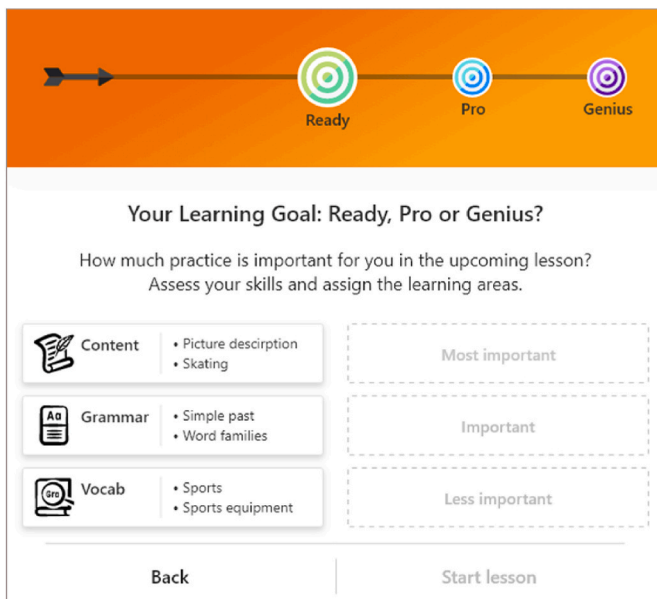 Ready
Pro
Genius
Your Learning Goal: Ready, Pro or Genius?
How much practice is important for you in the upcoming lesson?
Assess your skills and assign the learning areas.
Content
• Picture descirption
• Skating
Most important
Aa
Grammar
• Simple past
• Word families
Important
Gra
Vocab
• Sports
• Sports equipment
Less important
Back
Start lesson